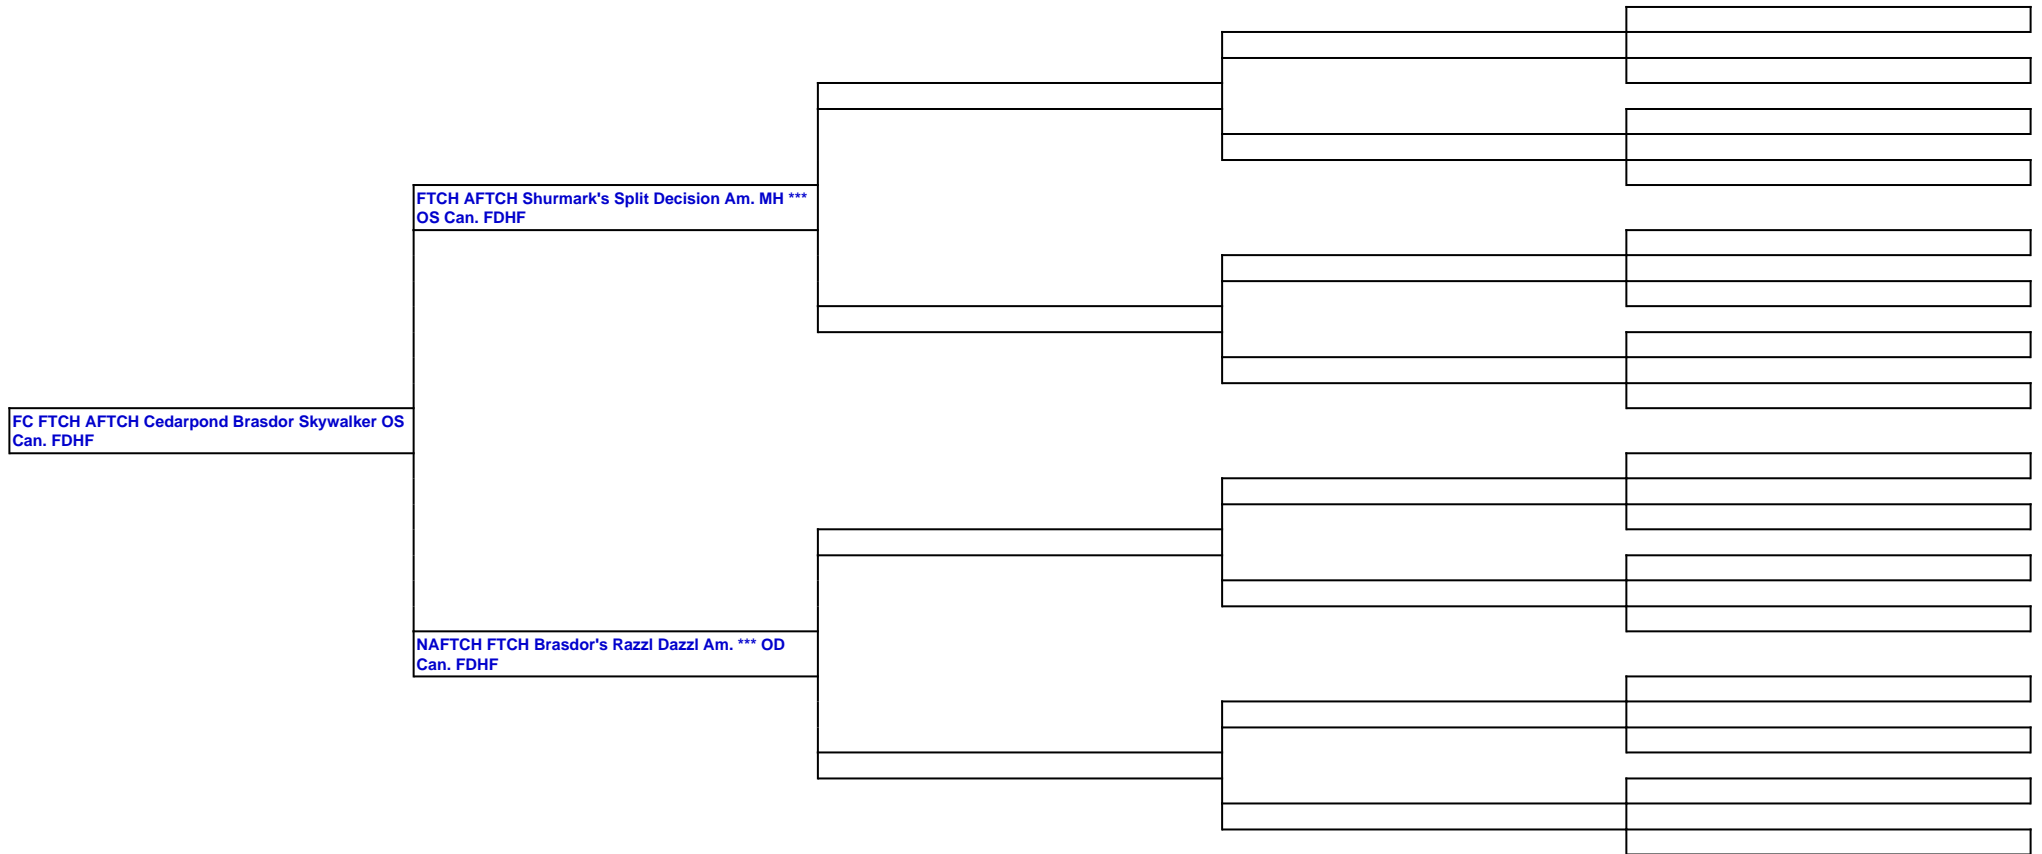 FTCH AFTCH Shurmark's Split Decision Am. MH ***
OS Can. FDHF
FC FTCH AFTCH Cedarpond Brasdor Skywalker OS
Can. FDHF
NAFTCH FTCH Brasdor's Razzl Dazzl Am. *** OD
Can. FDHF